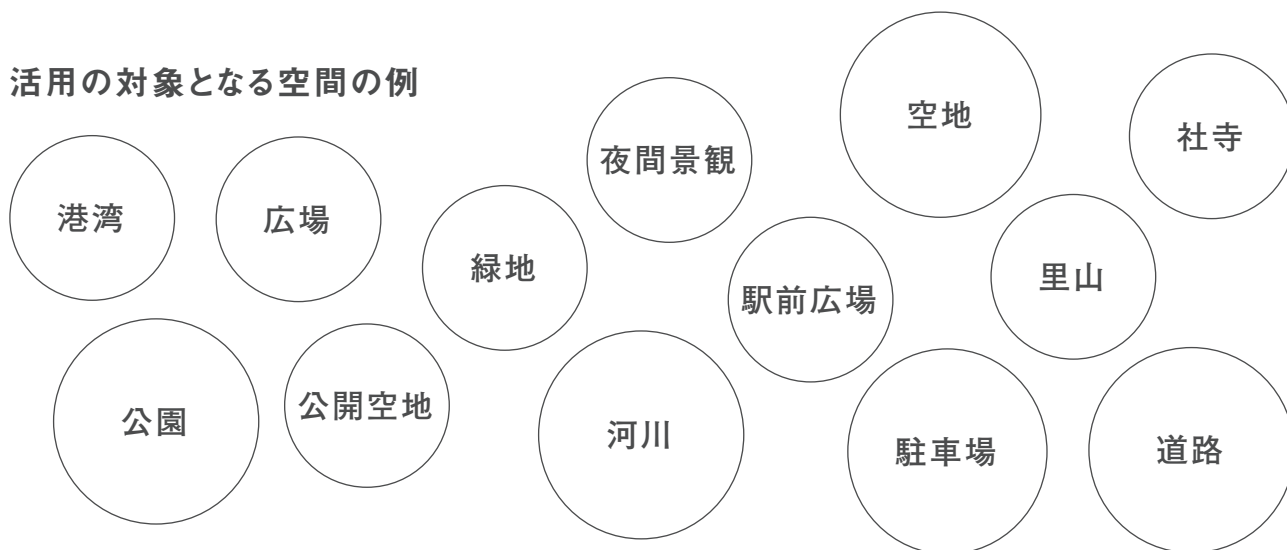 活用の対象となる空間の例
港湾
広場
緑地
夜間景観
空地
社寺
駅前広場
里山
公園
公開空地
河川
駐車場
道路